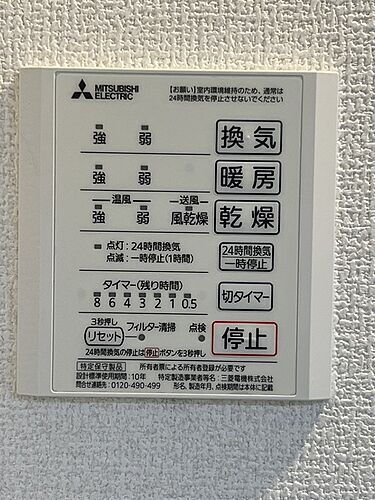 MITSUBISHI
ELECTRIC
【お願い】室内環境維持のため、通常は
24時間換気を停止させないでください
強 弱 換気
強 弱 暖房
温風 送風
強 弱 風乾燥 乾燥
点灯:24時間換気
点滅:一時停止(1時間)
24時間換気
一時停止
タイマー(残り時間)
8 6 4 3 2 1 0.5
切タイマー
3秒押し
リセット フィルター清掃 点検
停止
24時間換気の停止は停止ボタンを3秒押し
特定保守製品 所有者票による所有者登録が必要です
設計標準使用期間:10年 特定製造事業者等名:三菱電機株式会社
問合せ連絡先:0120-490-499 形名、製造年月、点検期間は本体に記載